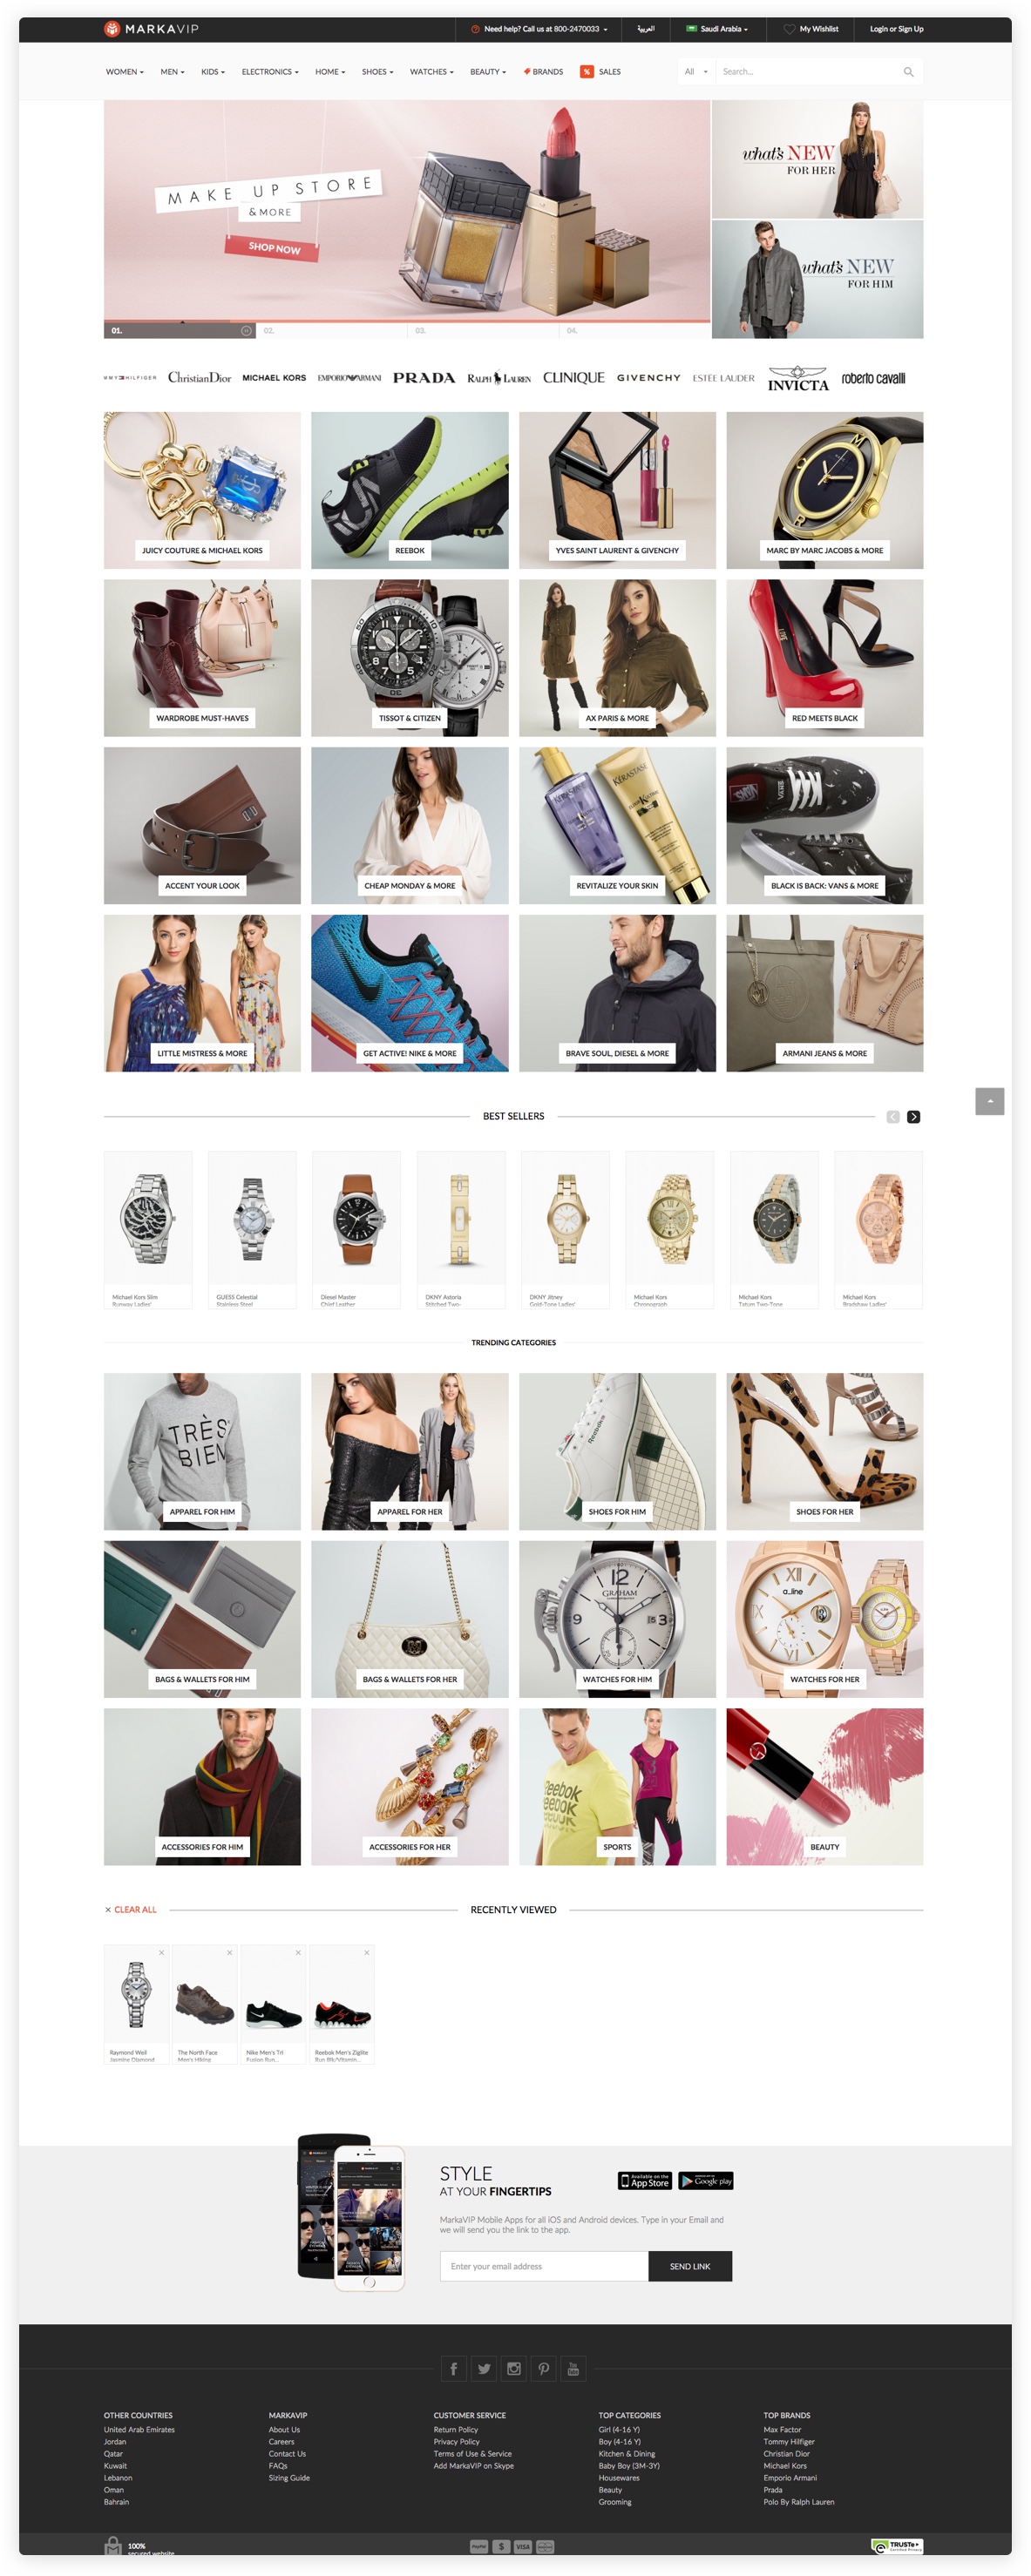 MARKAVIP
Need help? Call us at 800-2470033
العربية
Saudi Arabia
My Wishlist
Login or Sign Up
WOMEN MEN KIDS ELECTRONICS HOME SHOES WATCHES BEAUTY BRANDS % SALES
All Search...
MAKE UP STORE
& MORE
SHOP NOW
01. 02. 03. 04.
what's NEW
FOR HER
what's NEW
FOR HIM
MMY HILFIGER Christian Dior MICHAEL KORS EMPORIO ARMANI PRADA RALPH LAUREN CLINIQUE GIVENCHY ESTĒE LAUDER INVICTA roberto cavalli
JUICY COUTURE & MICHAEL KORS
REEBOK
YVES SAINT LAURENT & GIVENCHY
MARC BY MARC JACOBS & MORE
WARDROBE MUST-HAVES
TISSOT & CITIZEN
AX PARIS & MORE
RED MEETS BLACK
KÉRASTASE
VANS
ACCENT YOUR LOOK
CHEAP MONDAY & MORE
REVITALIZE YOUR SKIN
BLACK IS BACK: VANS & MORE
LITTLE MISTRESS & MORE
GET ACTIVE! NIKE & MORE
BRAVE SOUL, DIESEL & MORE
ARMANI JEANS & MORE
BEST SELLERS
Michael Kors Slim
Runway Ladies'
GUESS Celestial
Stainless Steel
Diesel Master
Chief Leather
DKNY Astoria
Stitched Two-
DKNY Jitney
Gold-Tone Ladies'
Michael Kors
Chronograph
Michael Kors
Tatum Two-Tone
Michael Kors
Bradshaw Ladies'
TRENDING CATEGORIES
TRÈS
BIEN
Reebok
APPAREL FOR HIM
APPAREL FOR HER
SHOES FOR HIM
SHOES FOR HER
12
GRAHAM
a_line
BAGS & WALLETS FOR HIM
BAGS & WALLETS FOR HER
WATCHES FOR HIM
WATCHES FOR HER
Reebok
ACCESSORIES FOR HIM
ACCESSORIES FOR HER
SPORTS
BEAUTY
× CLEAR ALL
RECENTLY VIEWED
Raymond Weil
Jasmine Diamond
The North Face
Men's Hiking
Nike Men's Tri
Fusion Run...
Reebok Men's Ziglite
Run Blk/Vitamin...
STYLE
AT YOUR FINGERTIPS
Available on the
App Store
Google play
MarkaVIP Mobile Apps for all iOS and Android devices. Type in your Email and
we will send you the link to the app.
Enter your email address
SEND LINK
OTHER COUNTRIES
United Arab Emirates
Jordan
Qatar
Kuwait
Lebanon
Oman
Bahrain
MARKAVIP
About Us
Careers
Contact Us
FAQs
Sizing Guide
CUSTOMER SERVICE
Return Policy
Privacy Policy
Terms of Use & Service
Add MarkaVIP on Skype
TOP CATEGORIES
Girl (4-16 Y)
Boy (4-16 Y)
Kitchen & Dining
Baby Boy (3M-3Y)
Housewares
Beauty
Grooming
TOP BRANDS
Max Factor
Tommy Hilfiger
Christian Dior
Michael Kors
Emporio Armani
Prada
Polo By Ralph Lauren
100%
secured website
PayPal $ VISA
TRUSTe
Certified Privacy